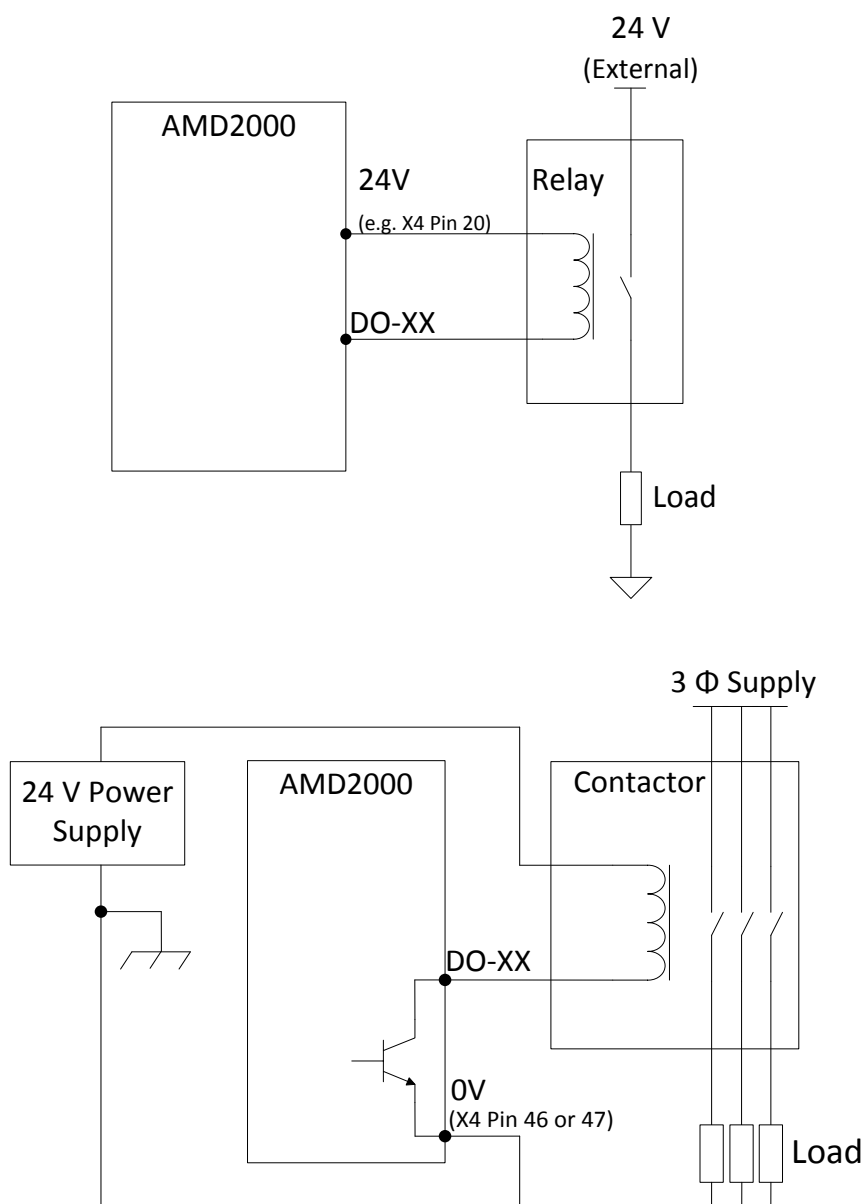 24 V
(External)
AMD2000
24V
Relay
(e.g. X4 Pin 20)
DO-XX
Load
3 Φ Supply
24 V Power
Supply
AMD2000
Contactor
DO-XX
0V
(X4 Pin 46 or 47)
Load